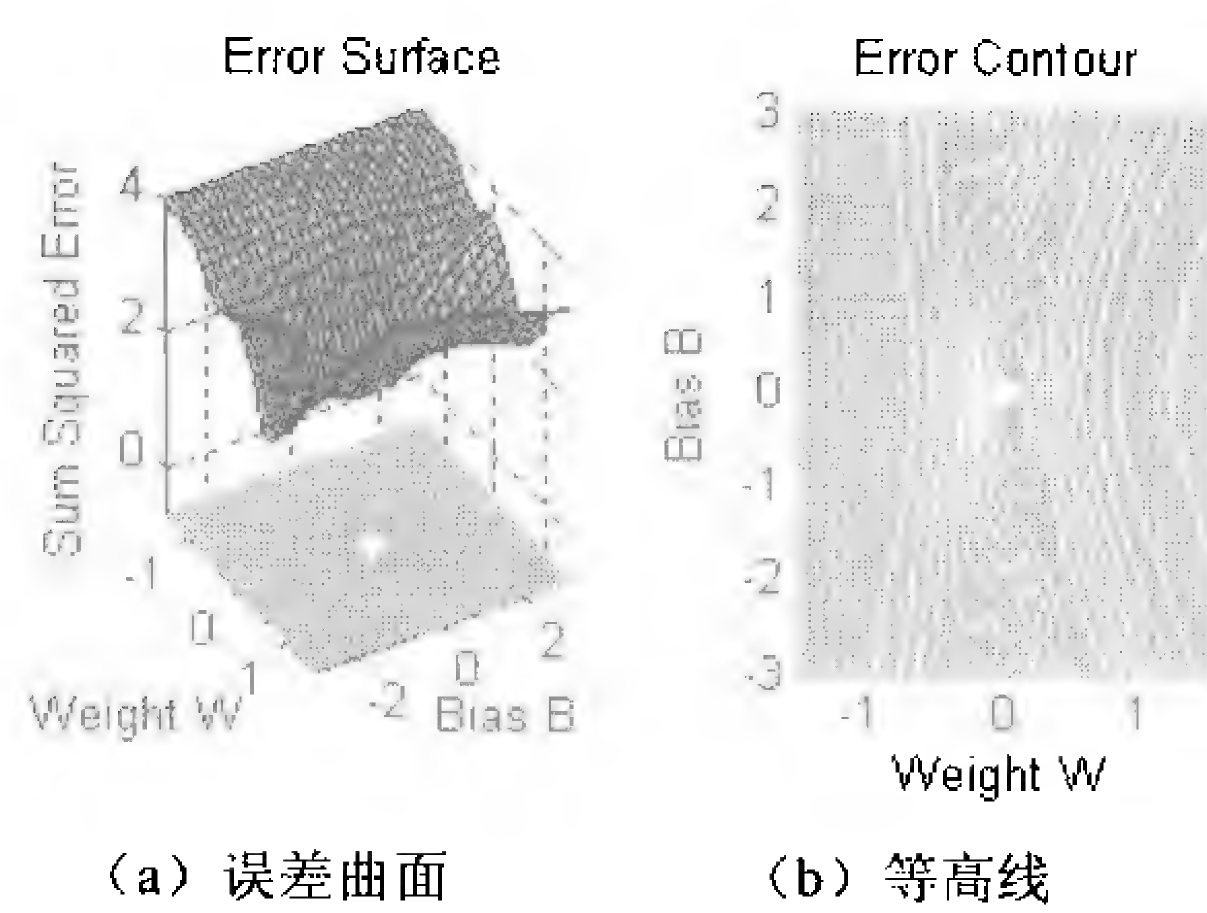 Error Surface
4
2
0
Sum Squared Error
-1
0
1
Weight W
-2
0
2
Bias B
Error Contour
3
2
1
0
-1
-2
-3
Bias B
-1
0
1
Weight W
（a）误差曲面
（b）等高线